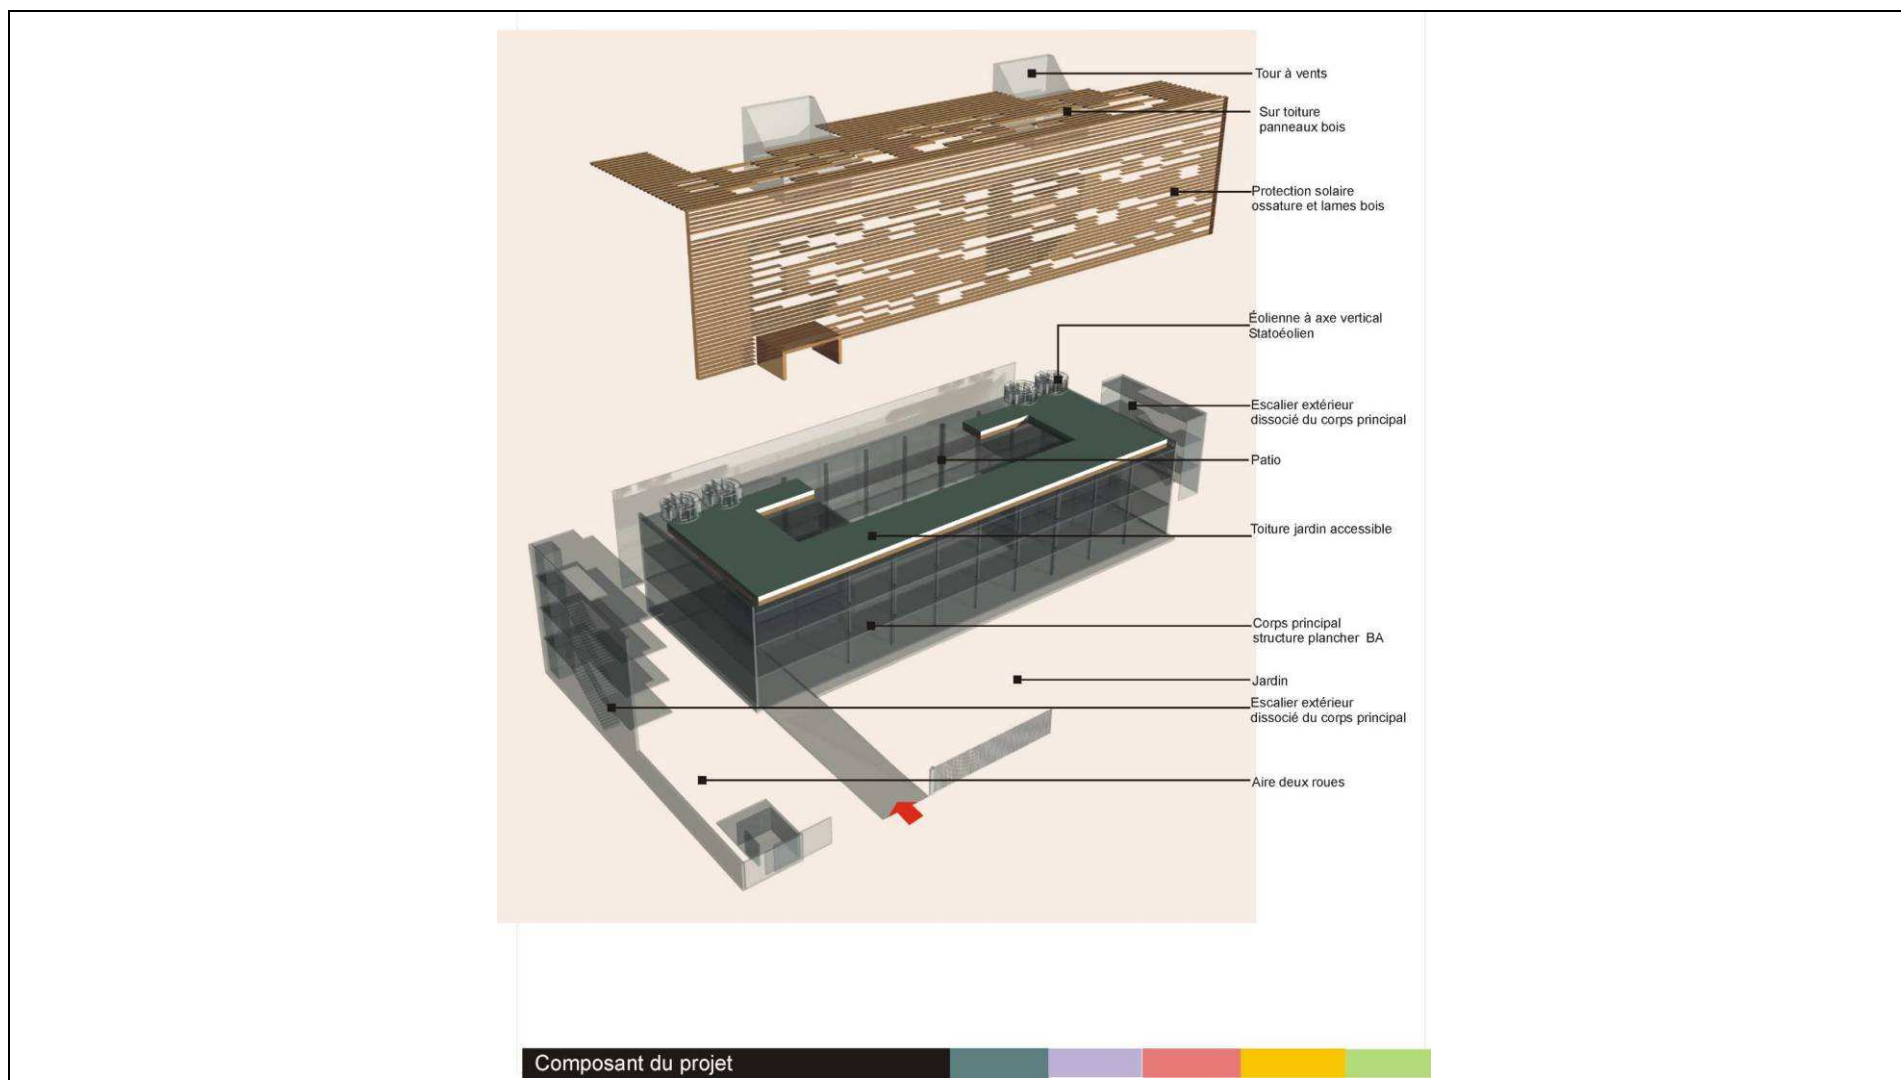 Tour à vents
Sur toiture
panneaux bois
Protection solaire
ossature et lames bois
Éolienne à axe vertical
Statoéolien
Escalier extérieur
dissocié du corps principal
Patio
Toiture jardin accessible
Corps principal
structure plancher BA
Jardin
Escalier extérieur
dissocié du corps principal
Aire deux roues
Composant du projet